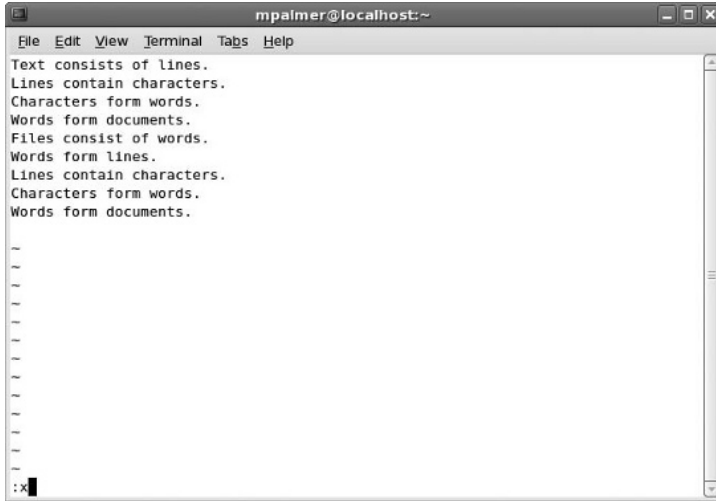 mpalmer@localhost:~
File Edit View Terminal Tabs Help
Text consists of lines.
Lines contain characters.
Characters form words.
Words form documents.
Files consist of words.
Words form lines.
Lines contain characters.
Characters form words.
Words form documents.
~
~
~
~
~
~
~
~
~
~
~
~
~
:x